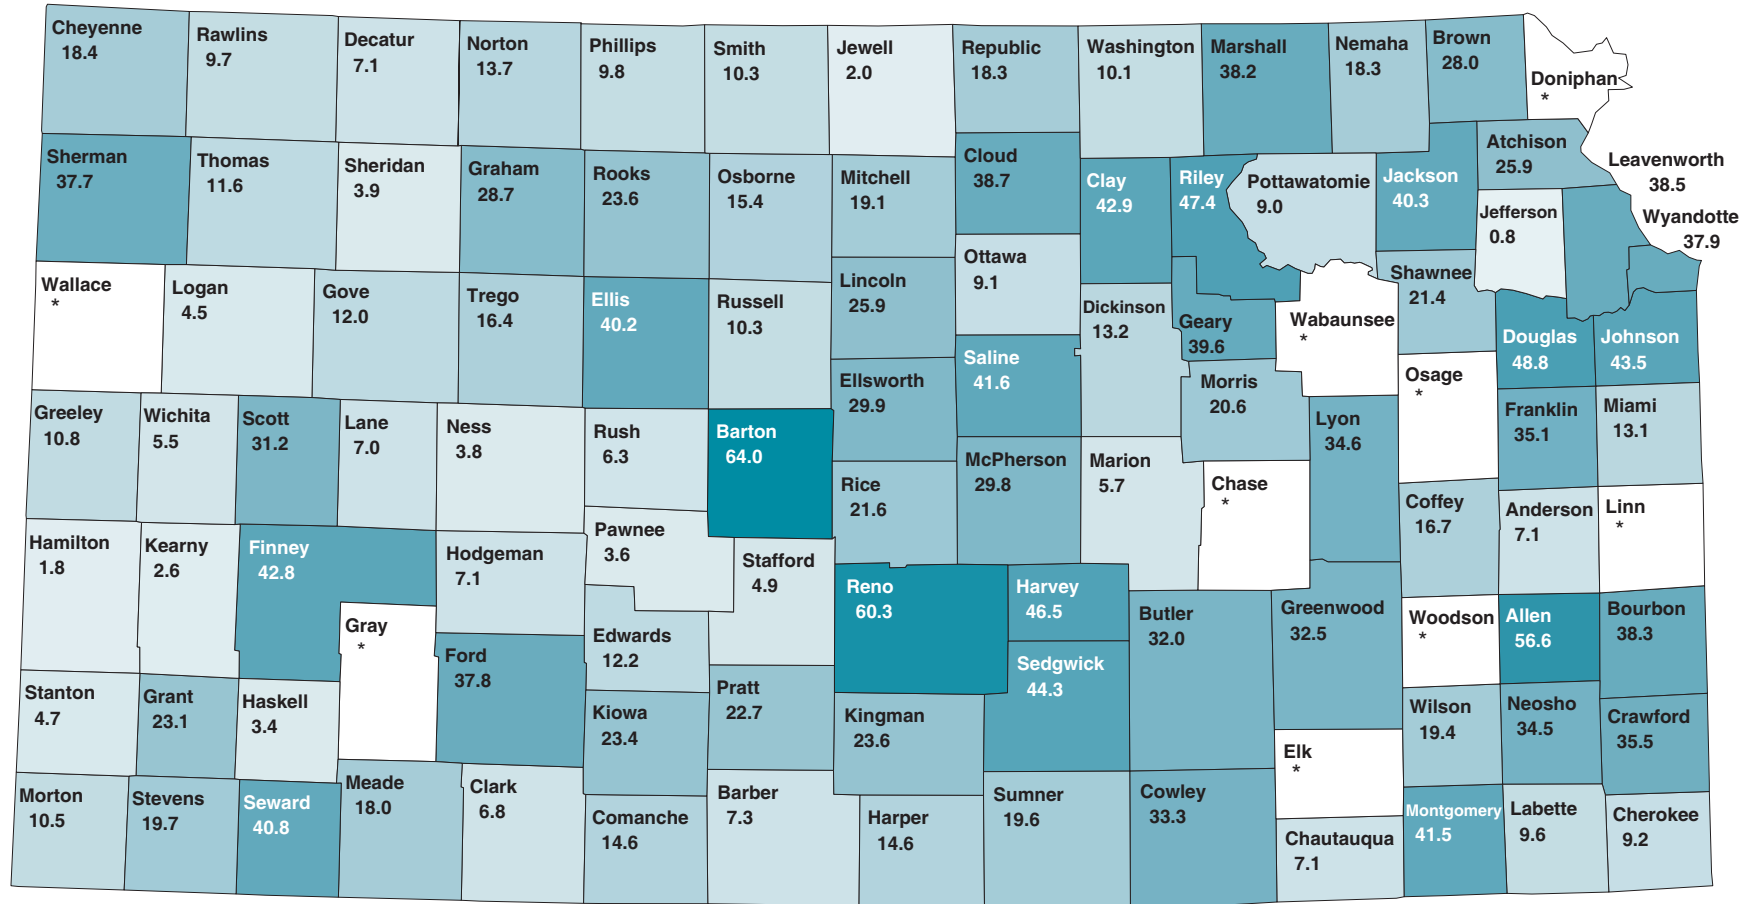 Cheyenne
18.4
Rawlins
9.7
Decatur
7.1
Norton
13.7
Phillips
9.8
Smith
10.3
Jewell
2.0
Republic
18.3
Washington
10.1
Marshall
38.2
Nemaha
18.3
Brown
28.0
Doniphan
*
Sherman
37.7
Thomas
11.6
Sheridan
3.9
Graham
28.7
Rooks
23.6
Osborne
15.4
Mitchell
19.1
Cloud
38.7
Clay
42.9
Riley
47.4
Pottawatomie
9.0
Jackson
40.3
Atchison
25.9
Jefferson
0.8
Leavenworth
38.5
Wyandotte
37.9
Wallace
*
Logan
4.5
Gove
12.0
Trego
16.4
Ellis
40.2
Russell
10.3
Lincoln
25.9
Ottawa
9.1
Dickinson
13.2
Geary
39.6
Wabaunsee
*
Shawnee
21.4
Douglas
48.8
Johnson
43.5
Ellsworth
29.9
Saline
41.6
Morris
20.6
Osage
*
Greeley
10.8
Wichita
5.5
Scott
31.2
Lane
7.0
Ness
3.8
Rush
6.3
Barton
64.0
Rice
21.6
McPherson
29.8
Marion
5.7
Chase
*
Lyon
34.6
Franklin
35.1
Miami
13.1
Coffey
16.7
Anderson
7.1
Linn
*
Hamilton
1.8
Kearny
2.6
Finney
42.8
Hodgeman
7.1
Pawnee
3.6
Stafford
4.9
Reno
60.3
Harvey
46.5
Butler
32.0
Greenwood
32.5
Woodson
*
Allen
56.6
Bourbon
38.3
Gray
*
Ford
37.8
Edwards
12.2
Sedgwick
44.3
Stanton
4.7
Grant
23.1
Haskell
3.4
Kiowa
23.4
Pratt
22.7
Kingman
23.6
Elk
*
Wilson
19.4
Neosho
34.5
Crawford
35.5
Morton
10.5
Stevens
19.7
Seward
40.8
Meade
18.0
Clark
6.8
Comanche
14.6
Barber
7.3
Harper
14.6
Sumner
19.6
Cowley
33.3
Chautauqua
7.1
Montgomery
41.5
Labette
9.6
Cherokee
9.2